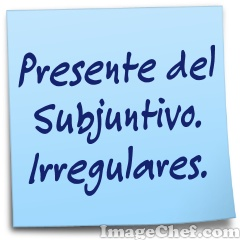 Presente del
Subjuntivo.
Irregulares.
ImageChef.com